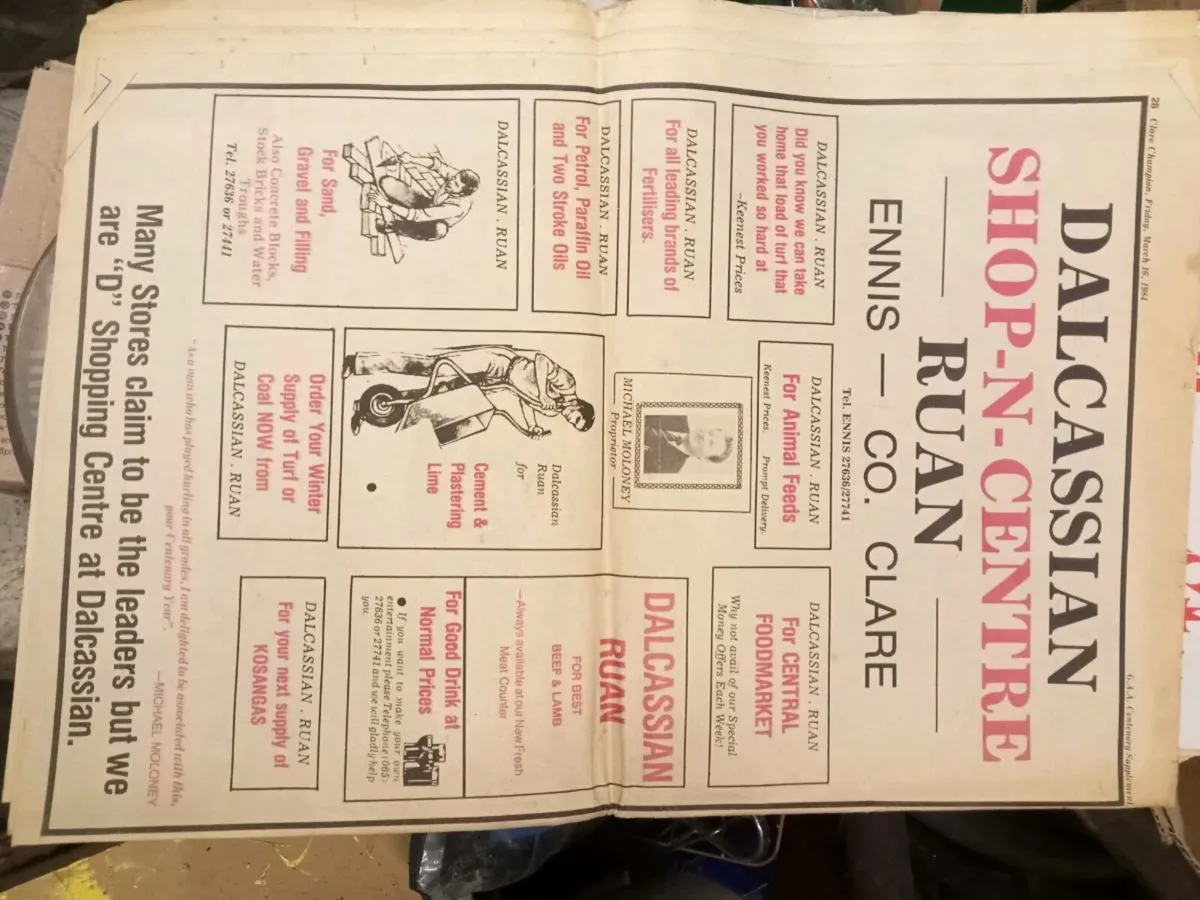 28 Clare Champion, Friday, March 16, 1984
G.A.A. Centenary Supplement
DALCASSIAN
SHOP-N-CENTRE
RUAN
ENNIS — CO. CLARE
Tel. ENNIS 27636/27741
DALCASSIAN . RUAN
Did you know we can take
home that load of turf that
you worked so hard at
—Keenest Prices
DALCASSIAN . RUAN
For Animal Feeds
Keenest Prices. Prompt Delivery.
DALCASSIAN . RUAN
For CENTRAL
FOODMARKET
Why not avail of our Special
Money Offers Each Week!
DALCASSIAN . RUAN
For all leading brands of
Fertilisers.
MICHAEL MOLONEY
Proprietor
DALCASSIAN
RUAN
FOR BEST
BEEF & LAMB
—Always available at our New Fresh
Meat Counter
DALCASSIAN . RUAN
For Petrol, Paraffin Oil
and Two Stroke Oils
Dalcassian
Ruan
for
Cement &
Plastering
Lime
For Good Drink at
Normal Prices
● If you want to make your own
entertainment please Telephone (065)
27636 or 27741 and we will gladly help
you.
DALCASSIAN . RUAN
For Sand,
Gravel and Filling
Also Concrete Blocks,
Stock Bricks and Water
Troughs
Tel. 27636 or 27411
Order Your Winter
Supply of Turf or
Coal NOW from
DALCASSIAN . RUAN
DALCASSIAN . RUAN
For your next supply of
KOSANGAS
"As a man who has played hurling in all grades, I am delighted to be associated with this,
your Centenary Year".
—MICHAEL MOLONEY
Many Stores claim to be the leaders but we
are "D" Shopping Centre at Dalcassian.